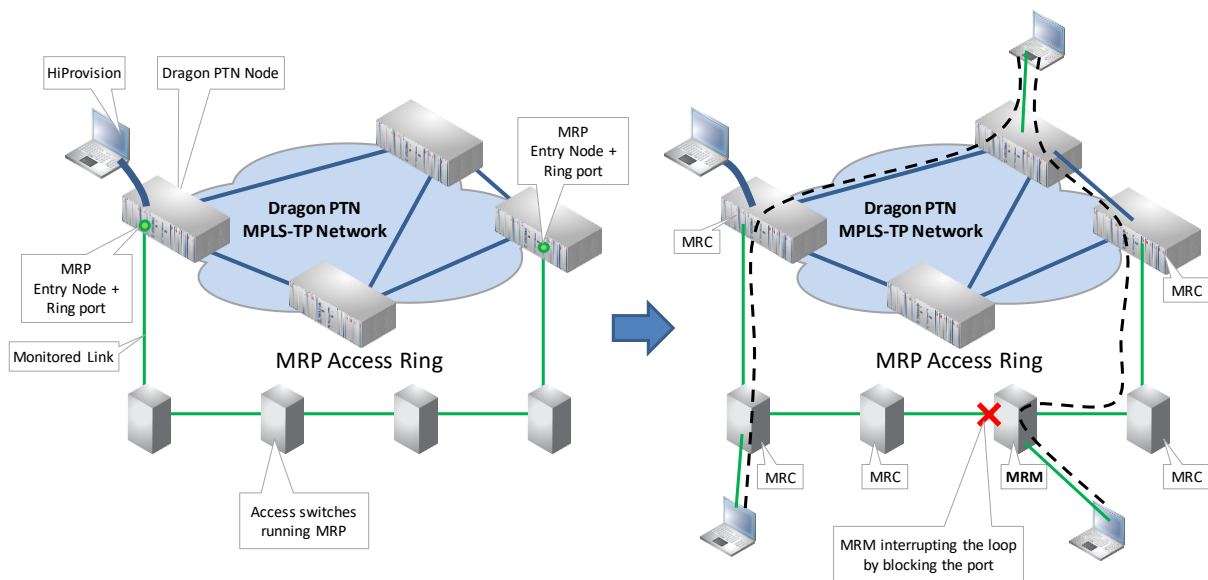 HiProvision
Dragon PTN Node
MRP
Entry Node +
Ring port
Dragon PTN
MPLS-TP Network
MRP
Entry Node +
Ring port
Monitored Link
MRP Access Ring
Access switches
running MRP
MRC
Dragon PTN
MPLS-TP Network
MRC
MRP Access Ring
MRC
MRC
MRM
MRC
MRM interrupting the loop
by blocking the port